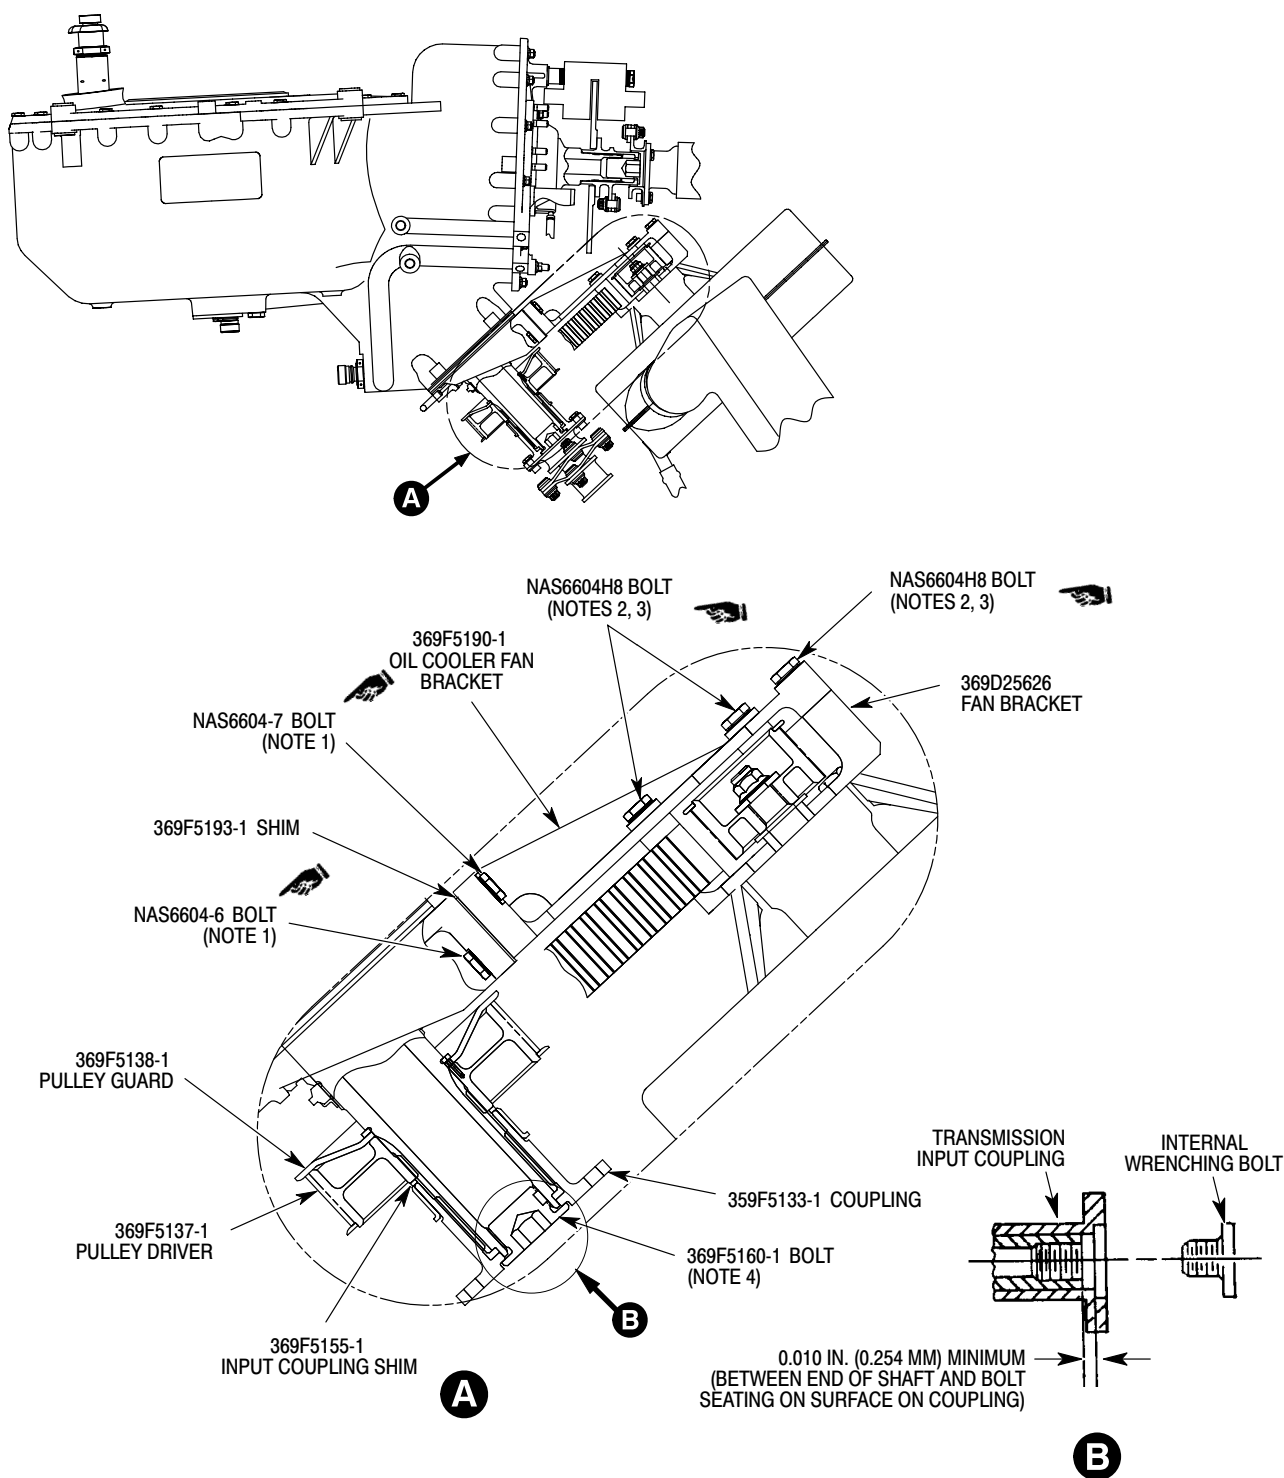 A
NAS6604H8 BOLT
(NOTES 2, 3)
NAS6604H8 BOLT
(NOTES 2, 3)
369F5190-1
OIL COOLER FAN
BRACKET
369D25626
FAN BRACKET
NAS6604-7 BOLT
(NOTE 1)
369F5193-1 SHIM
NAS6604-6 BOLT
(NOTE 1)
369F5138-1
PULLEY GUARD
TRANSMISSION
INPUT COUPLING
INTERNAL
WRENCHING BOLT
359F5133-1 COUPLING
369F5137-1
PULLEY DRIVER
369F5160-1 BOLT
(NOTE 4)
B
369F5155-1
INPUT COUPLING SHIM
0.010 IN. (0.254 MM) MINIMUM
(BETWEEN END OF SHAFT AND BOLT
SEATING ON SURFACE ON COUPLING)
A
B